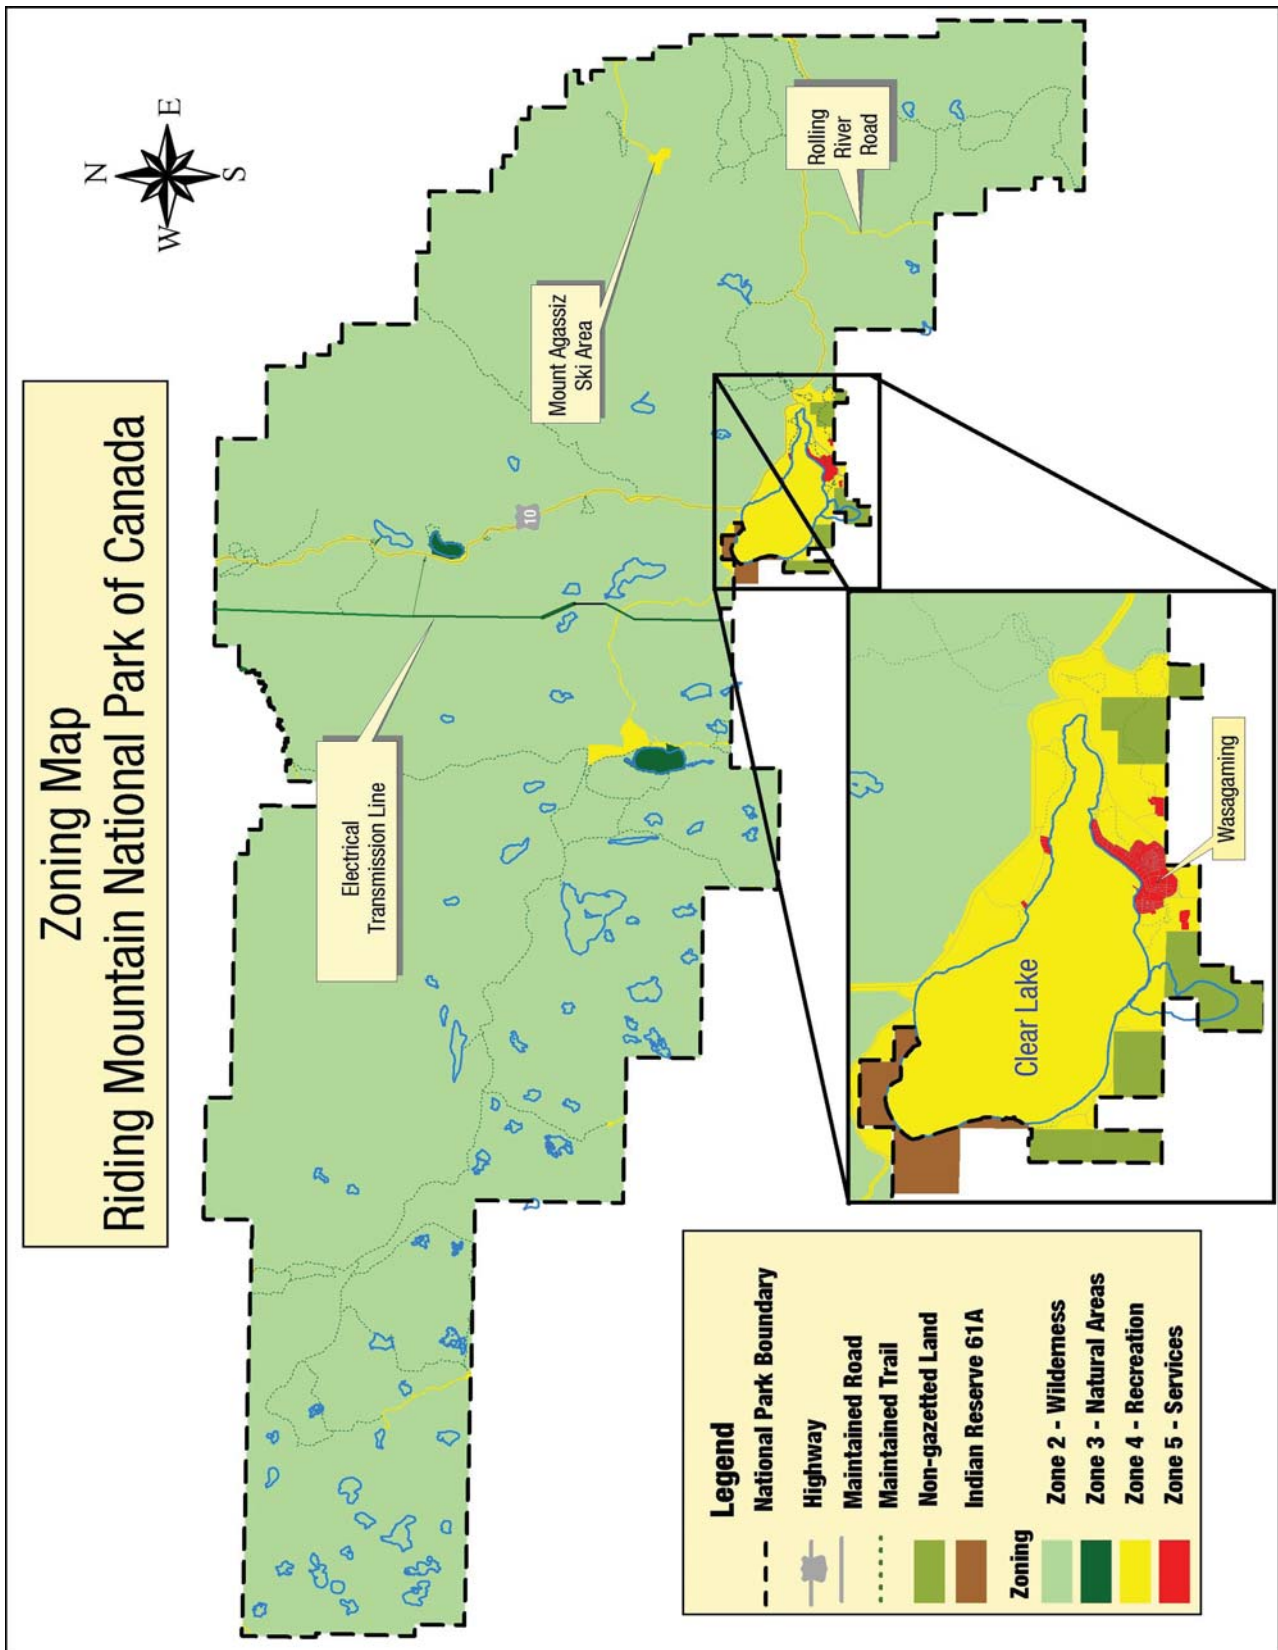 Zoning Map
Riding Mountain National Park of Canada
N
W
E
S
Electrical
Transmission Line
10
Mount Agassiz
Ski Area
Rolling
River
Road
Clear Lake
Wasagaming
Legend
National Park Boundary
Highway
Maintained Road
Maintained Trail
Non-gazetted Land
Indian Reserve 61A
Zoning
Zone 2 - Wilderness
Zone 3 - Natural Areas
Zone 4 - Recreation
Zone 5 - Services